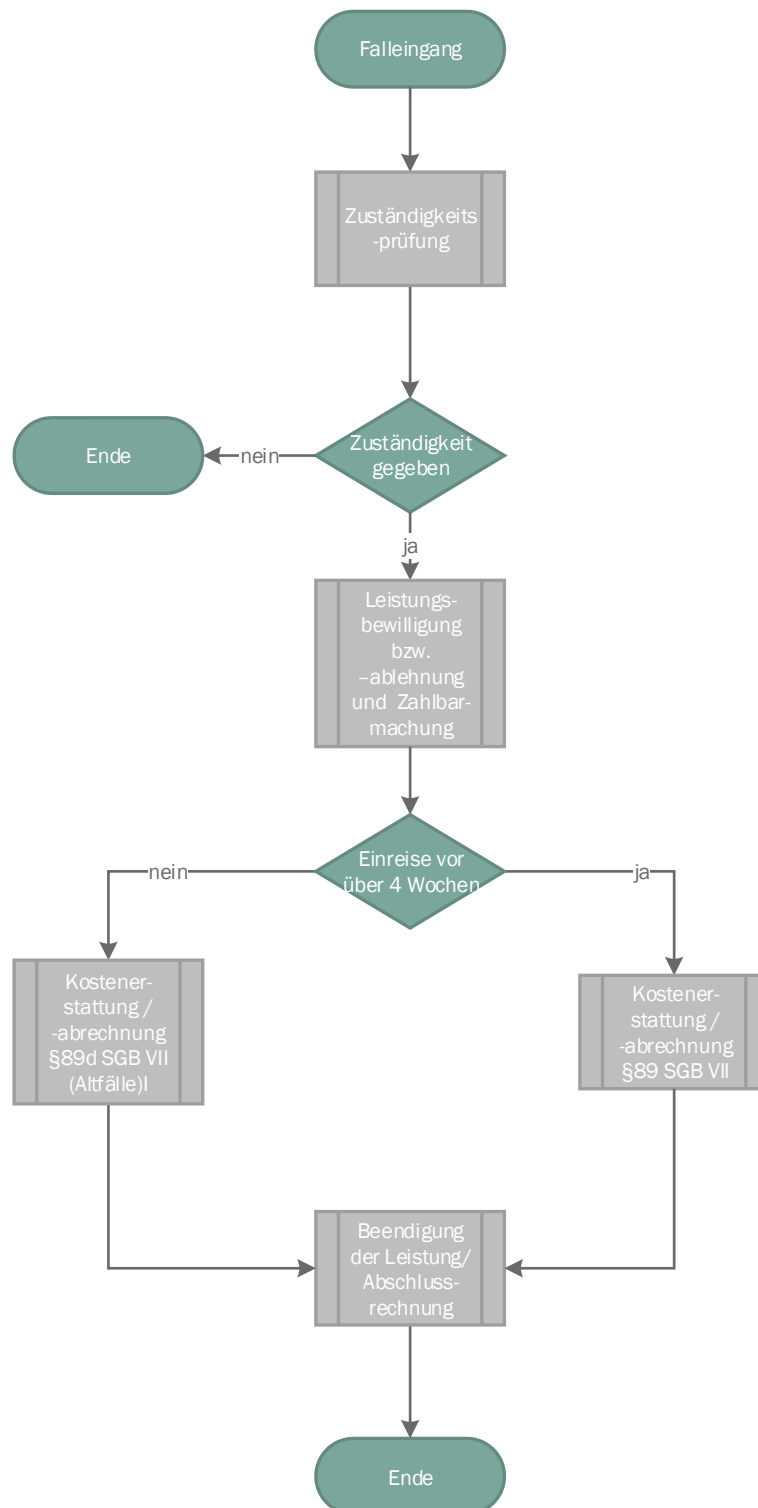 Falleingang
Zuständigkeits
-prüfung
Zuständigkeit
gegeben
nein
Ende
ja
Leistungs-
bewilligung
bzw.
–ablehnung
und Zahlbar-
machung
Einreise vor
über 4 Wochen
nein
ja
Kostener-
stattung /
-abrechnung
§89d SGB VII
(Altfälle)I
Kostener-
stattung /
-abrechnung
§89 SGB VII
Beendigung
der Leistung/
Abschluss-
rechnung
Ende